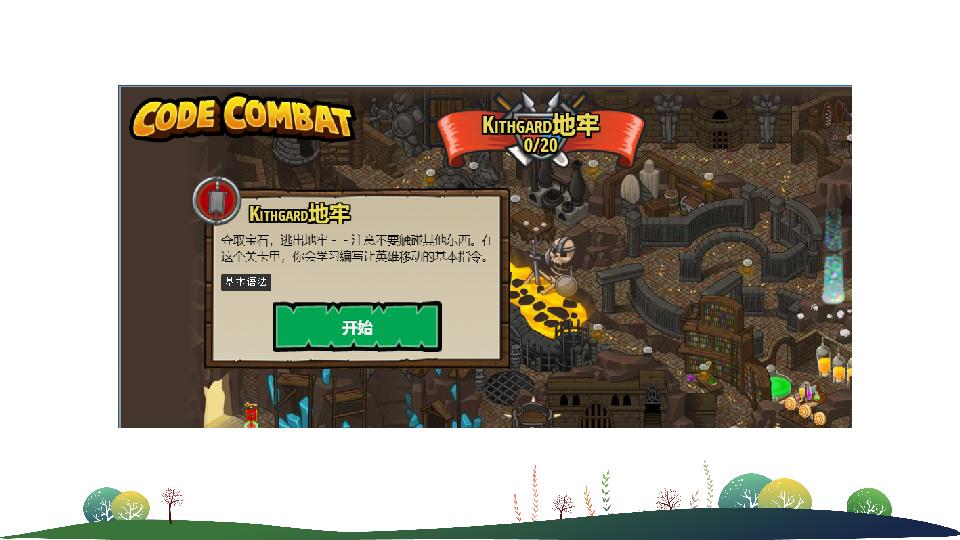 CODE COMBAT
KITHGARD地牢
0/20
KITHGARD地牢
夺取宝石，逃出地牢 - - 注意不要触碰其他东西。在
这个关卡里，你会学习编写让英雄移动的基本指令。
基本语法
开始